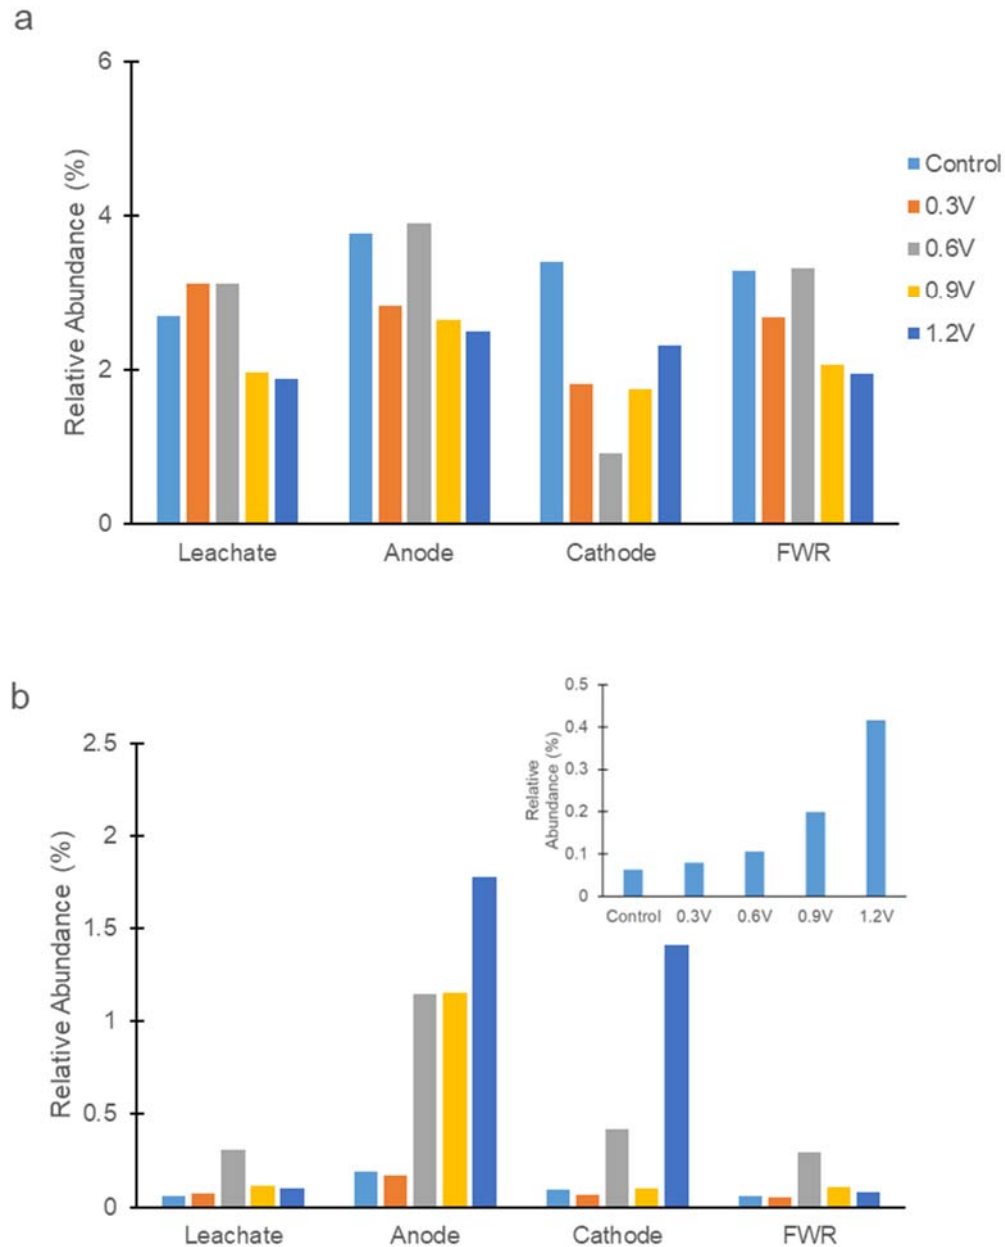 a
Relative Abundance (%)
6
4
2
0
Leachate Anode Cathode FWR
Control
0.3V
0.6V
0.9V
1.2V
b
Relative Abundance (%)
2.5
2
1.5
1
0.5
0
Leachate Anode Cathode FWR
Relative
Abundance (%)
0.5
0.4
0.3
0.2
0.1
0
Control 0.3V 0.6V 0.9V 1.2V